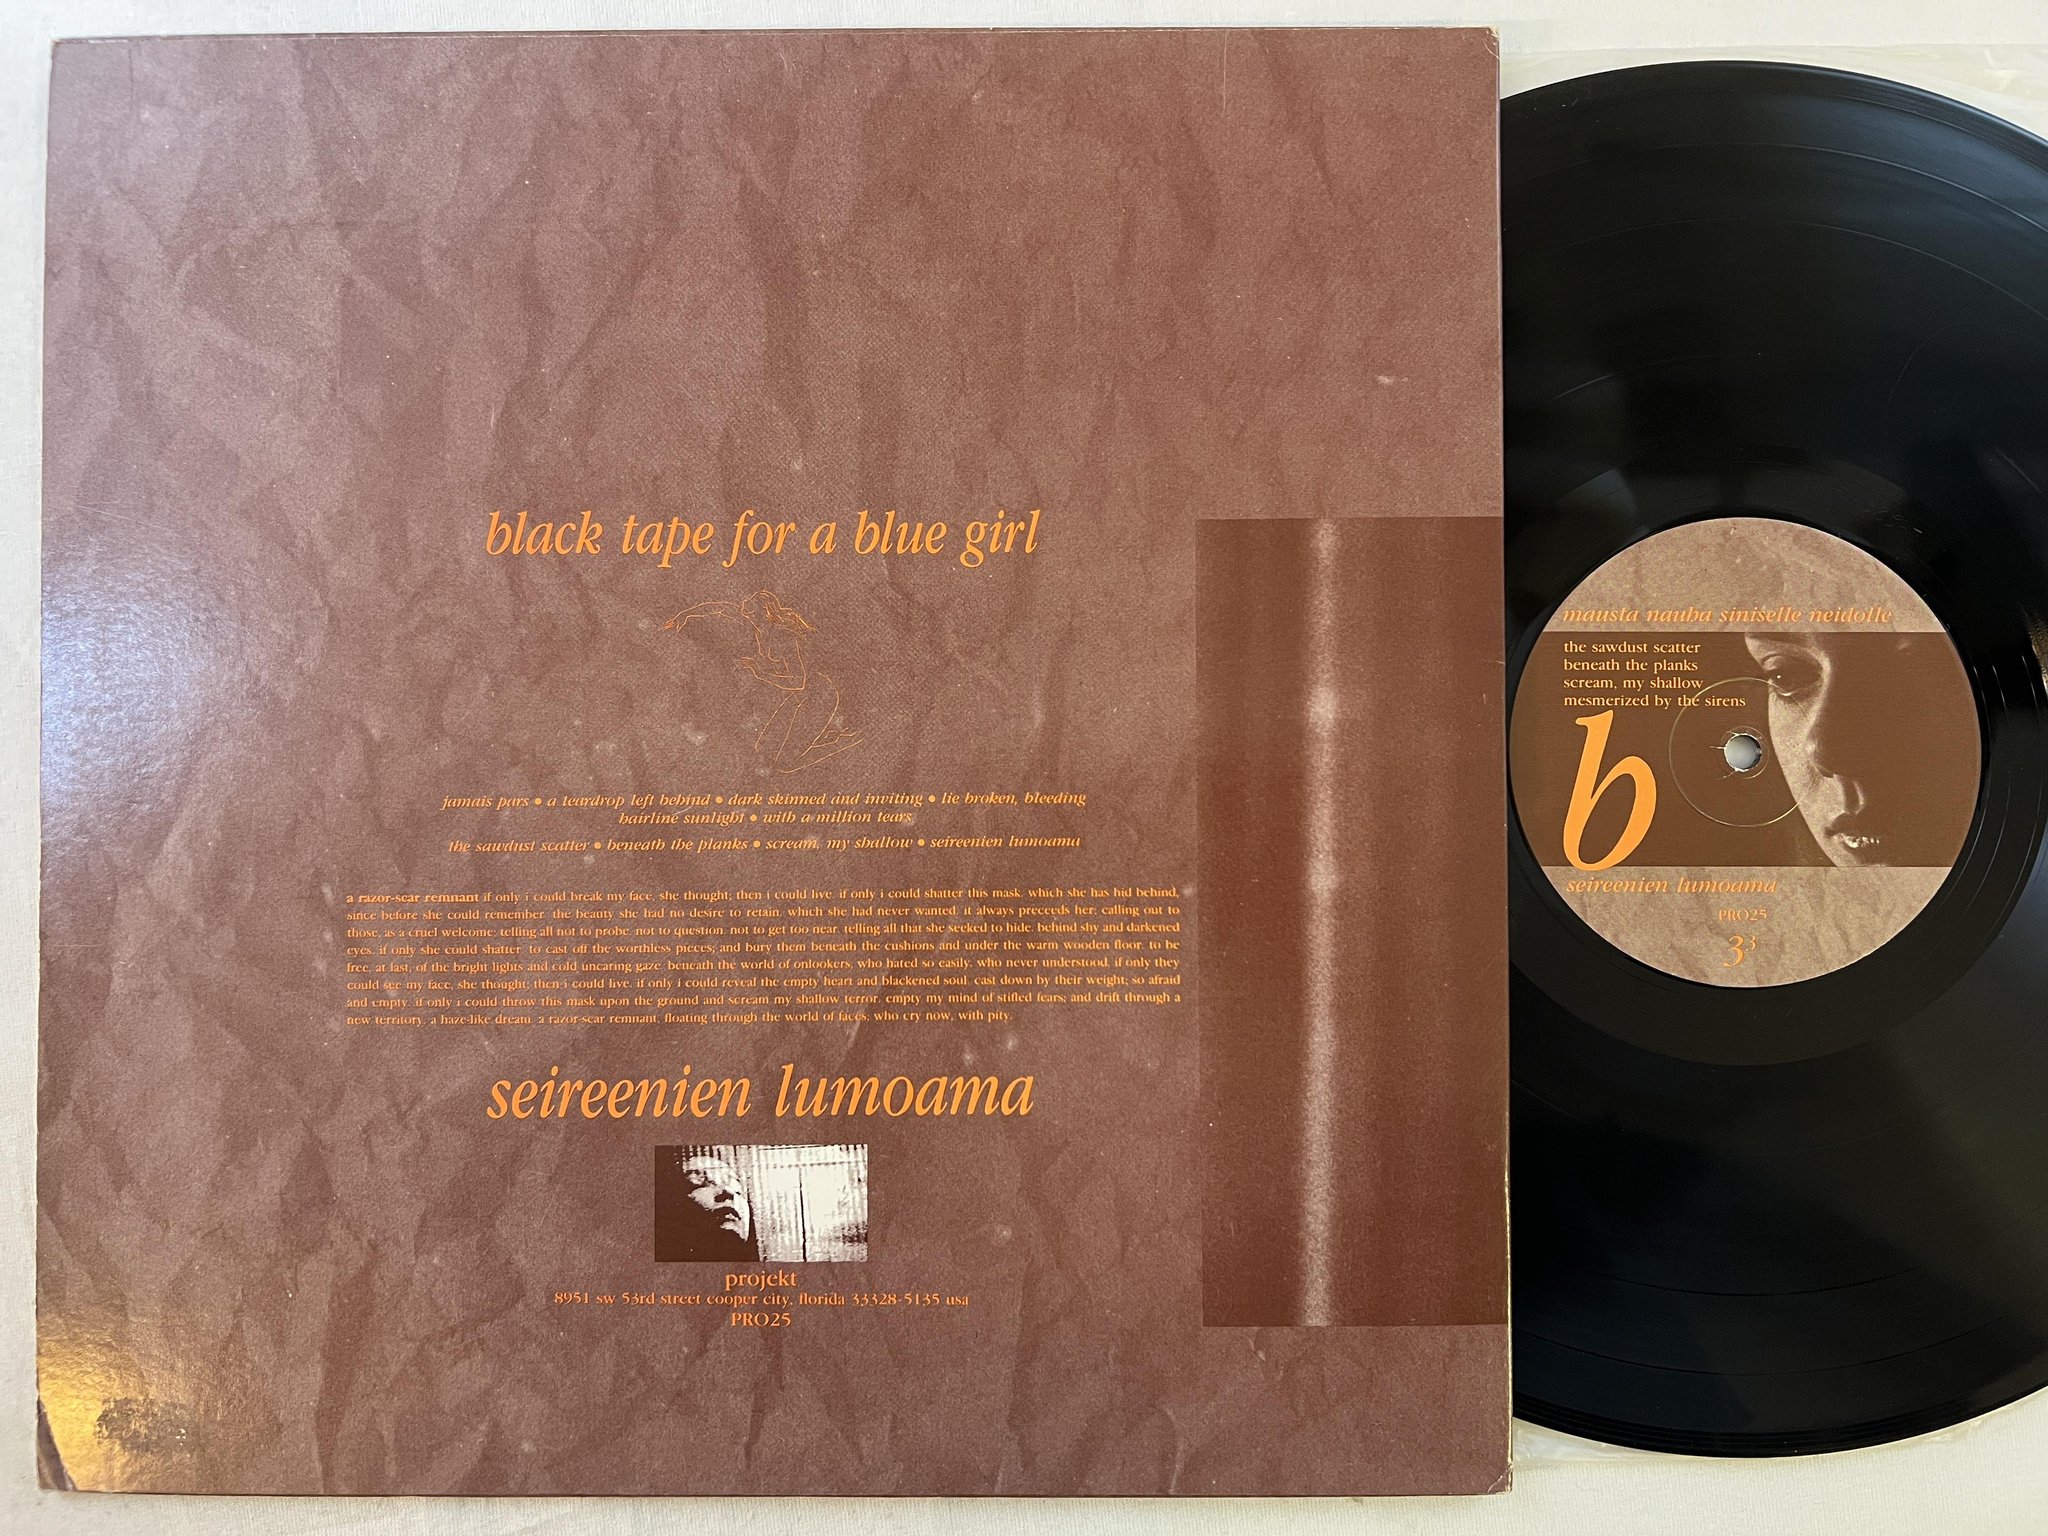 black tape for a blue girl
jamais pars • a teardrop left behind • dark skinned and inviting • lie broken, bleeding
hairline sunlight • with a million tears
the sawdust scatter • beneath the planks • scream, my shallow • seireenien lumoama
a razor-scar remnant if only i could break my face, she thought; then i could live. if only i could shatter this mask. which she has hid behind,
since before she could remember. the beauty she had no desire to retain. which she had never wanted. it always preceeds her; calling out to
those, as a cruel welcome; telling all not to probe. not to question. not to get too near. telling all that she seeked to hide. behind shy and darkened
eyes. if only she could shatter. to cast off the worthless pieces; and bury them beneath the cushions and under the warm wooden floor. to be
free. at last, of the bright lights and cold uncaring gaze. beneath the world of onlookers, who hated so easily. who never understood. if only they
could see my face, she thought; then i could live. if only i could reveal the empty heart and blackened soul. cast down by their weight; so afraid
and empty. if only i could throw this mask upon the ground and scream my shallow terror. empty my mind of stifled fears; and drift through a
new territory. a haze-like dream. a razor-scar remnant, floating through the world of faces; who cry now, with pity.
seireenien lumoama
projekt
8951 sw 53rd street cooper city, florida 33328-5135 usa
PRO25
mausta nauha siniselle neidolle
the sawdust scatter
beneath the planks
scream, my shallow
mesmerized by the sirens
b
seireenien lumoama
PRO25
3³